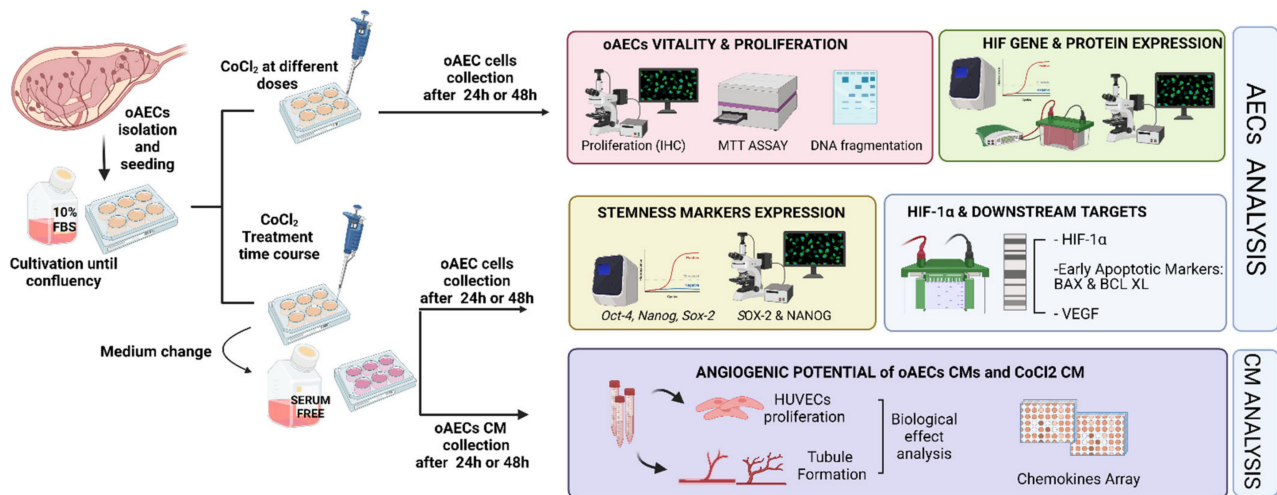 oAECs
isolation
and
seeding
10%
FBS
Cultivation until
confluency
CoCl₂ at different
doses
oAEC cells
collection
after 24h or 48h
CoCl₂
Treatment
time course
oAEC cells
collection
after 24h or 48h
Medium change
SERUM
FREE
oAECs CM
collection
after 24h or 48h
oAECs VITALITY & PROLIFERATION
Proliferation (IHC)
MTT ASSAY
DNA fragmentation
HIF GENE & PROTEIN EXPRESSION
STEMNESS MARKERS EXPRESSION
Oct-4, Nanog, Sox-2
SOX-2 & NANOG
HIF-1α & DOWNSTREAM TARGETS
- HIF-1α
-Early Apoptotic Markers:
BAX & BCL XL
- VEGF
AECs ANALYSIS
ANGIOGENIC POTENTIAL of oAECs CMs and CoCl2 CM
HUVECs
proliferation
Tubule
Formation
Biological
effect
analysis
Chemokines Array
CM ANALYSIS